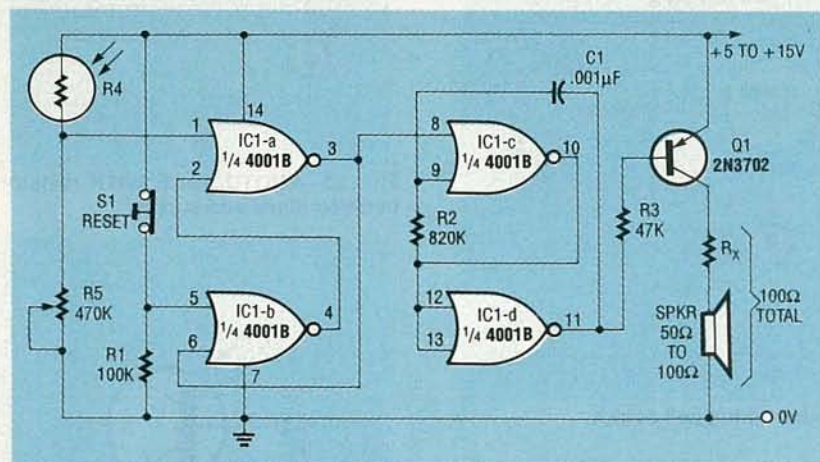 +5 TO +15V
R4
14
1
2
IC1-a
1/4 4001B
3
C1
.001µF
8
9
IC1-c
1/4 4001B
10
Q1
2N3702
S1
RESET
R2
820K
R3
47K
RX
R5
470K
5
6
IC1-b
1/4 4001B
4
7
R1
100K
12
13
IC1-d
1/4 4001B
11
SPKR
50Ω
TO
100Ω
100Ω
TOTAL
0V